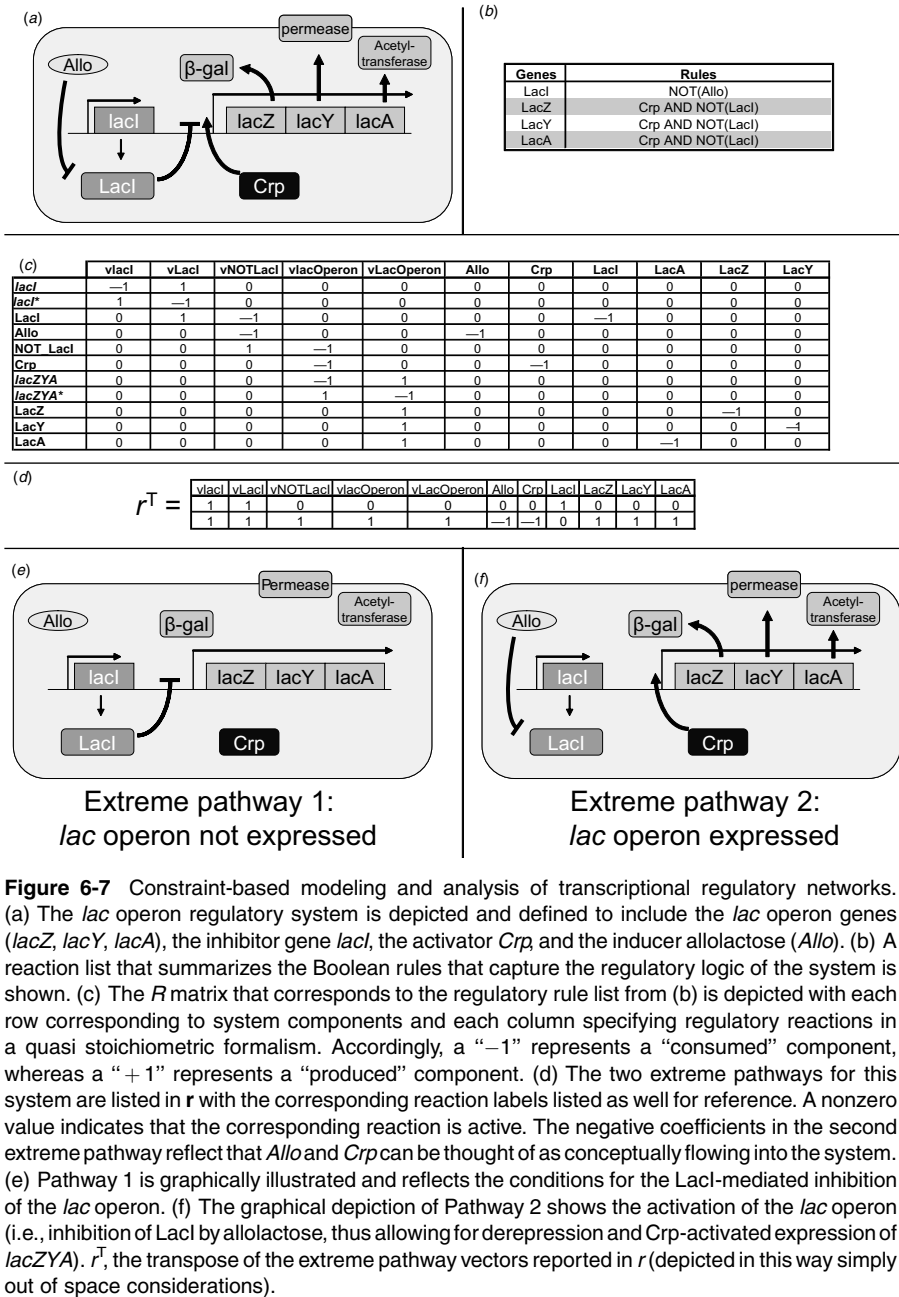 (a)
Allo
β-gal
permease
Acetyl-
transferase
lacI
lacZ lacY lacA
LacI
Crp
(b)
Genes Rules
LacI NOT(Allo)
LacZ Crp AND NOT(LacI)
LacY Crp AND NOT(LacI)
LacA Crp AND NOT(LacI)
(c)
vlacI vLacI vNOTLacI vlacOperon vLacOperon Allo Crp LacI LacA LacZ LacY
lacI —1 1 0 0 0 0 0 0 0 0 0
lacI* 1 —1 0 0 0 0 0 0 0 0 0
LacI 0 1 —1 0 0 0 0 —1 0 0 0
Allo 0 0 —1 0 0 —1 0 0 0 0 0
NOT_LacI 0 0 1 —1 0 0 0 0 0 0 0
Crp 0 0 0 —1 0 0 —1 0 0 0 0
lacZYA 0 0 0 —1 1 0 0 0 0 0 0
lacZYA* 0 0 0 1 —1 0 0 0 0 0 0
LacZ 0 0 0 0 1 0 0 0 0 —1 0
LacY 0 0 0 0 1 0 0 0 0 0 —1
LacA 0 0 0 0 1 0 0 0 —1 0 0
(d)
rT =
vlacI vLacI vNOTLacI vlacOperon vLacOperon Allo Crp LacI LacZ LacY LacA
1 1 0 0 0 0 0 1 0 0 0
1 1 1 1 1 —1 —1 0 1 1 1
(e)
Allo
β-gal
Permease
Acetyl-
transferase
lacI
lacZ lacY lacA
LacI
Crp
Extreme pathway 1:
lac operon not expressed
(f)
Allo
β-gal
permease
Acetyl-
transferase
lacI
lacZ lacY lacA
LacI
Crp
Extreme pathway 2:
lac operon expressed
Figure 6-7 Constraint-based modeling and analysis of transcriptional regulatory networks.
(a) The lac operon regulatory system is depicted and defined to include the lac operon genes
(lacZ, lacY, lacA), the inhibitor gene lacI, the activator Crp, and the inducer allolactose (Allo). (b) A
reaction list that summarizes the Boolean rules that capture the regulatory logic of the system is
shown. (c) The R matrix that corresponds to the regulatory rule list from (b) is depicted with each
row corresponding to system components and each column specifying regulatory reactions in
a quasi stoichiometric formalism. Accordingly, a “−1” represents a “consumed” component,
whereas a “+1” represents a “produced” component. (d) The two extreme pathways for this
system are listed in r with the corresponding reaction labels listed as well for reference. A nonzero
value indicates that the corresponding reaction is active. The negative coefficients in the second
extreme pathway reflect that Allo and Crp can be thought of as conceptually flowing into the system.
(e) Pathway 1 is graphically illustrated and reflects the conditions for the LacI-mediated inhibition
of the lac operon. (f) The graphical depiction of Pathway 2 shows the activation of the lac operon
(i.e., inhibition of LacI by allolactose, thus allowing for derepression and Crp-activated expression of
lacZYA). rT, the transpose of the extreme pathway vectors reported in r (depicted in this way simply
out of space considerations).